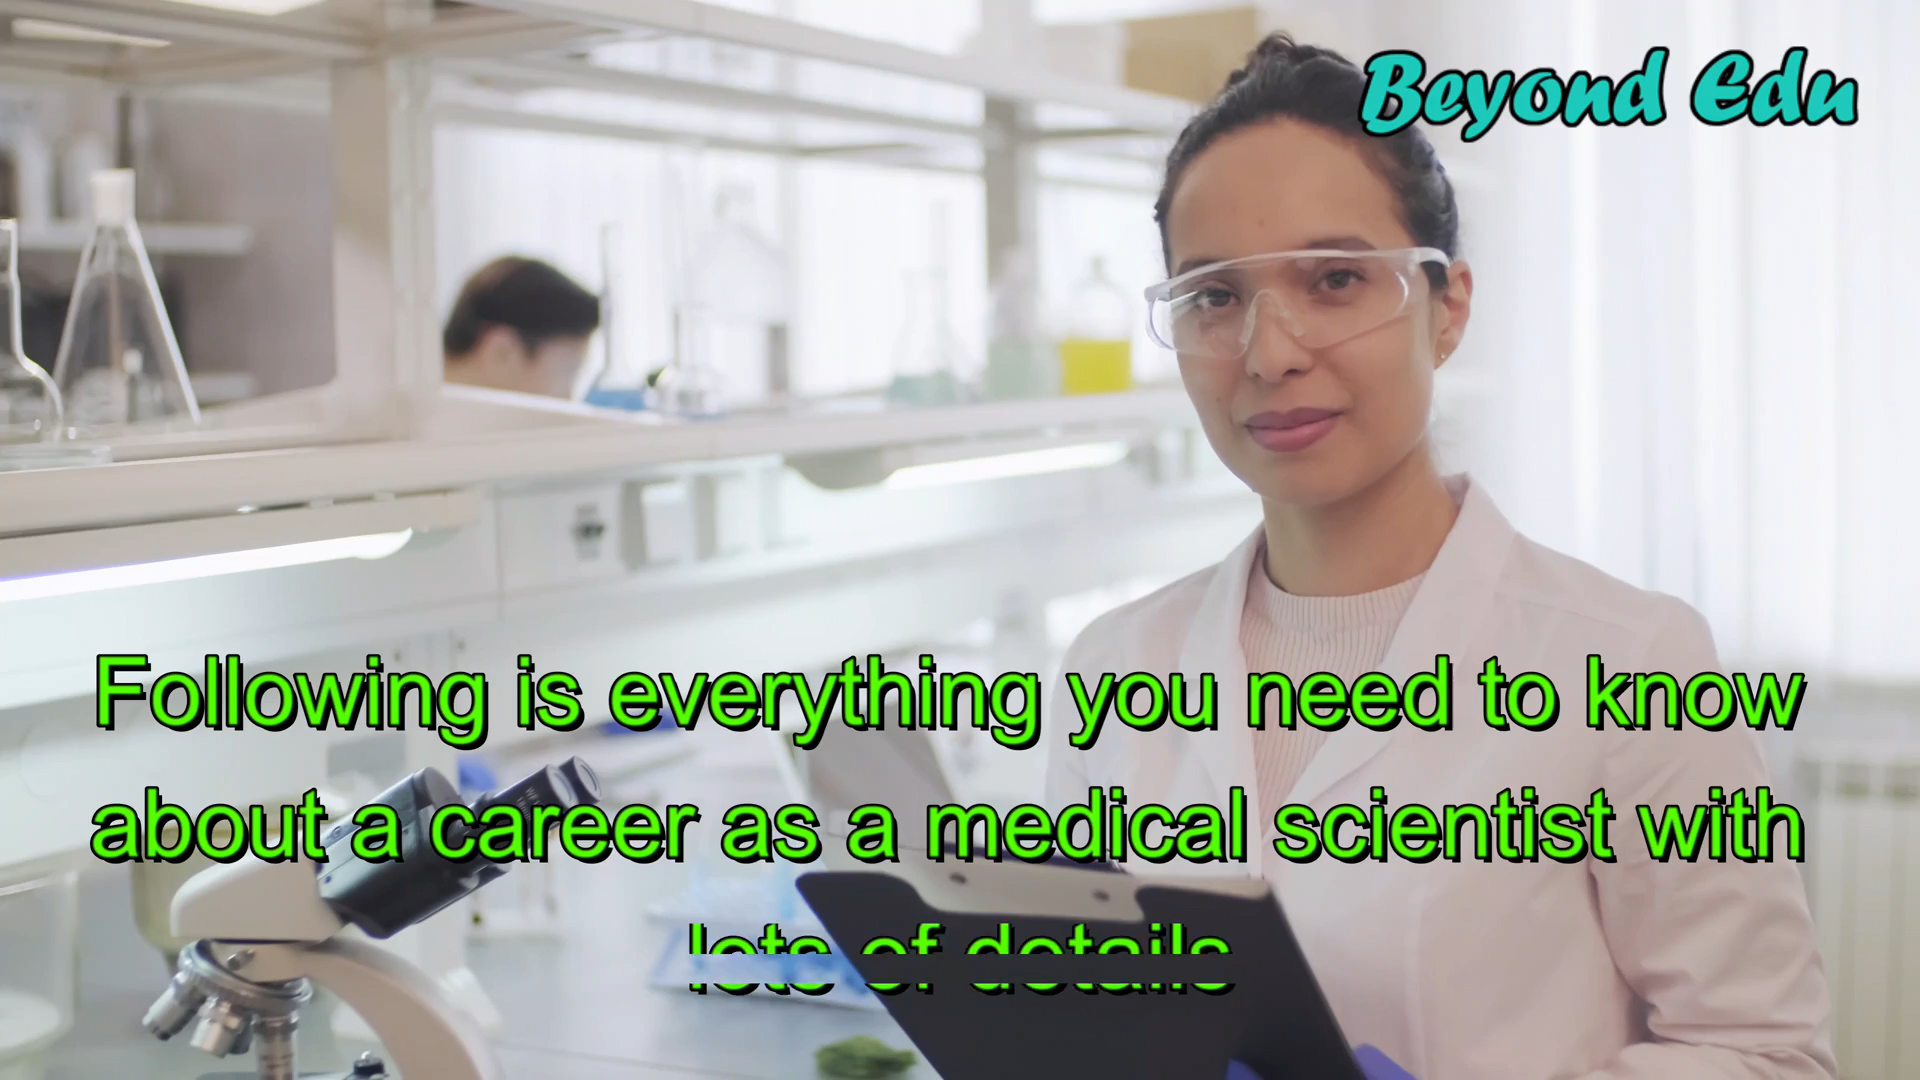 Beyond Edu
Following is everything you need to know
about a career as a medical scientist with
lots of details